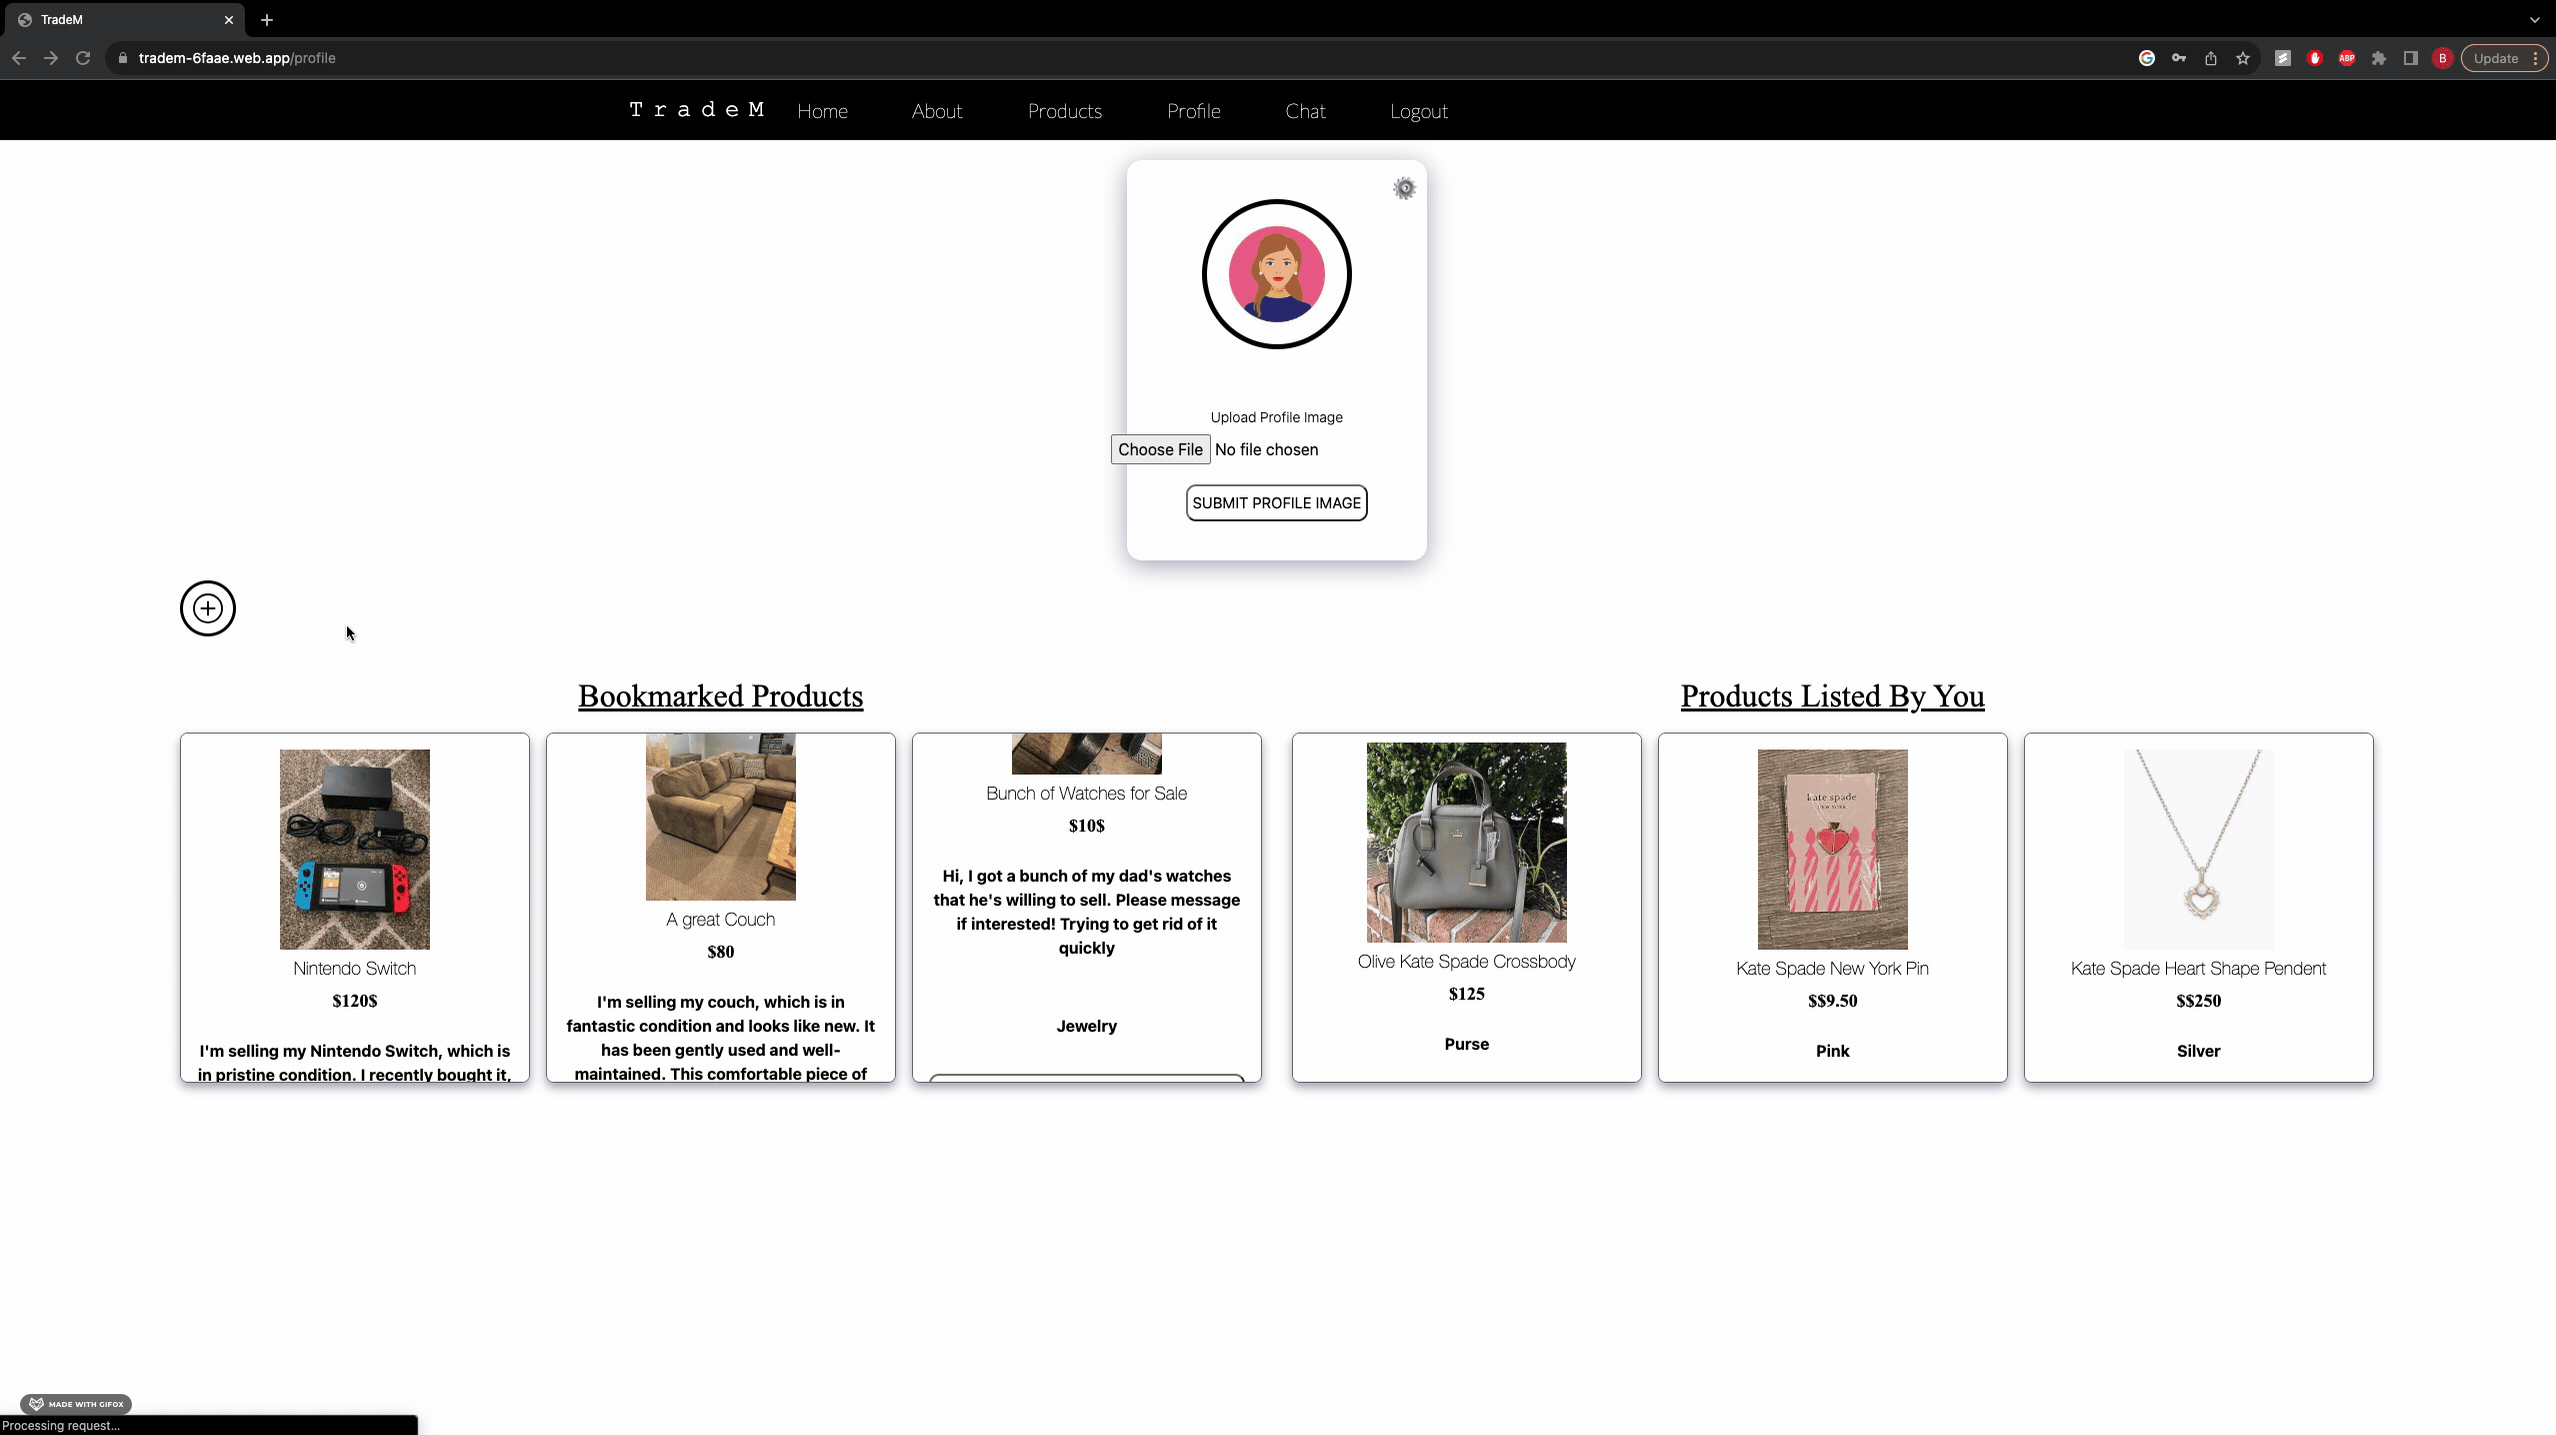 TradeM
tradem-6faae.web.app/profile
ABP
B
Update
TradeM
Home
About
Products
Profile
Chat
Logout
Upload Profile Image
Choose File No file chosen
SUBMIT PROFILE IMAGE
Bookmarked Products
Nintendo Switch
$120$
I'm selling my Nintendo Switch, which is
in pristine condition. I recently bought it,
A great Couch
$80
I'm selling my couch, which is in
fantastic condition and looks like new. It
has been gently used and well-
maintained. This comfortable piece of
Bunch of Watches for Sale
$10$
Hi, I got a bunch of my dad's watches
that he's willing to sell. Please message
if interested! Trying to get rid of it
quickly
Jewelry
Products Listed By You
Olive Kate Spade Crossbody
$125
Purse
kate spade
NEW YORK
Kate Spade New York Pin
$$9.50
Pink
Kate Spade Heart Shape Pendent
$$250
Silver
MADE WITH GIFOX
Processing request...